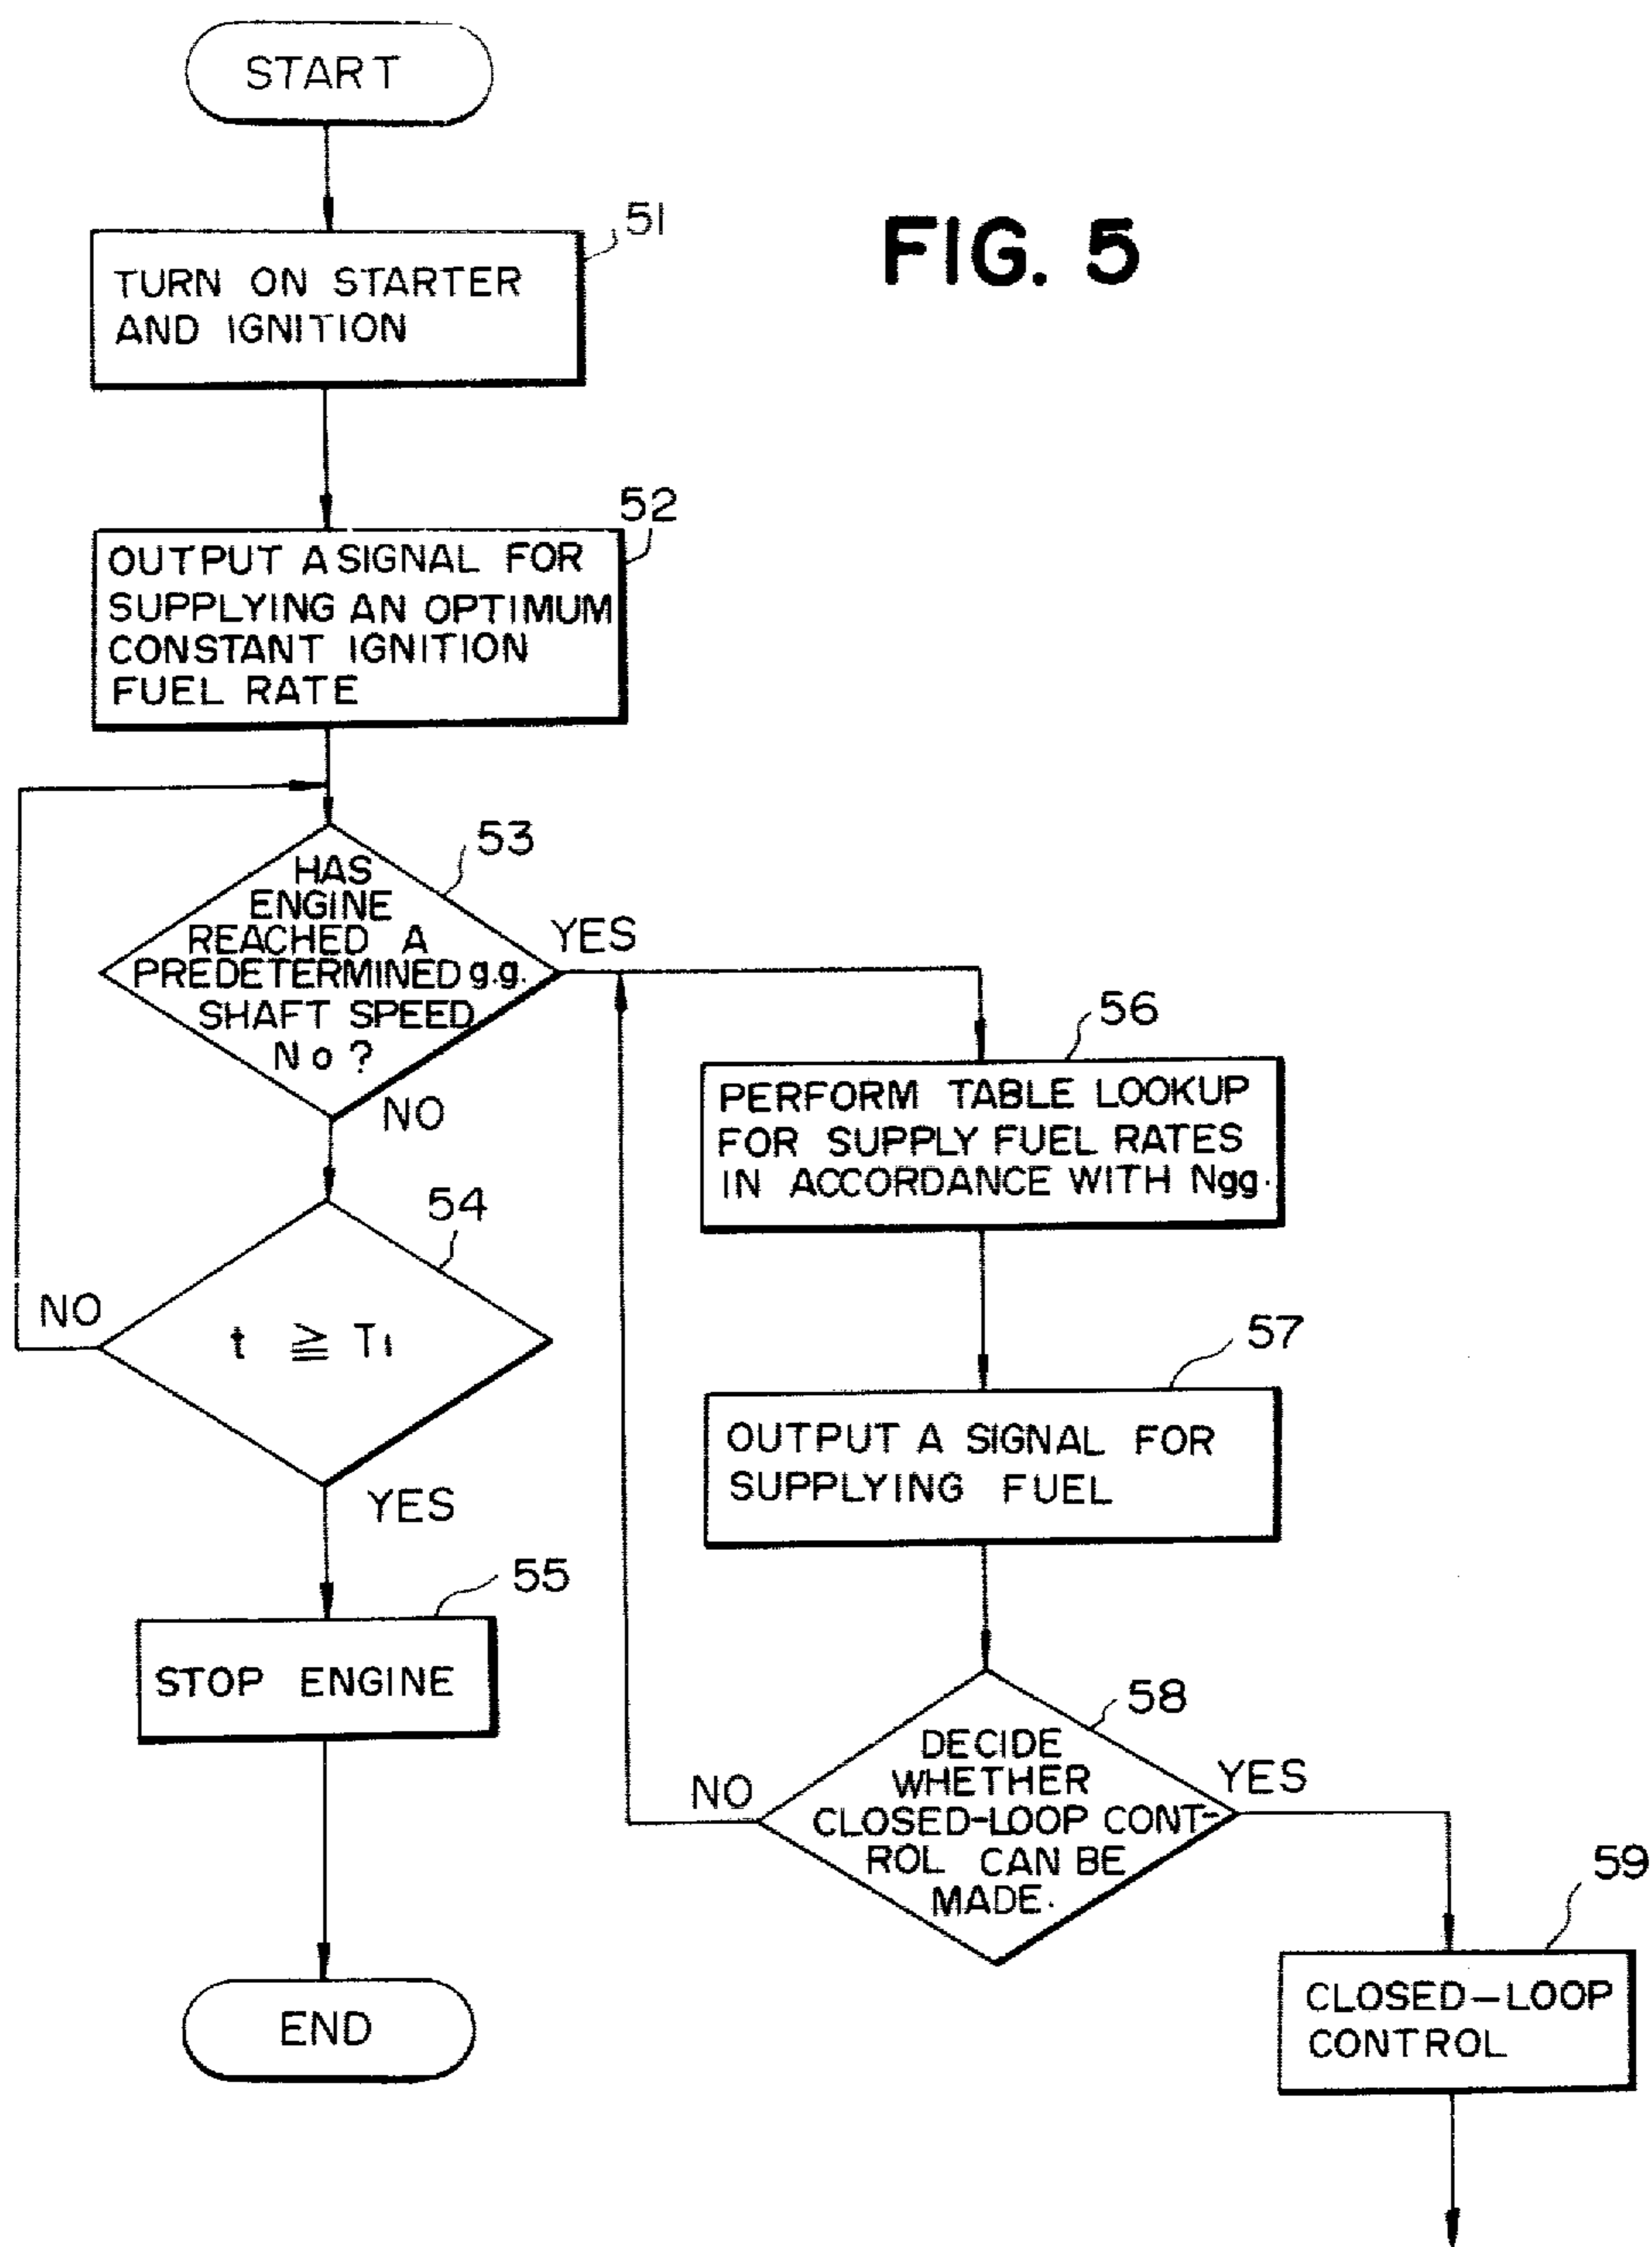 START
FIG. 5
51
TURN ON STARTER
AND IGNITION
52
OUTPUT A SIGNAL FOR
SUPPLYING AN OPTIMUM
CONSTANT IGNITION
FUEL RATE
53
HAS
ENGINE
REACHED A
PREDETERMINED g.g.
SHAFT SPEED
No?
YES
NO
54
t ≧ T1
NO
YES
55
STOP ENGINE
END
56
PERFORM TABLE LOOKUP
FOR SUPPLY FUEL RATES
IN ACCORDANCE WITH Ngg.
57
OUTPUT A SIGNAL FOR
SUPPLYING FUEL
58
DECIDE
WHETHER
CLOSED-LOOP CONT-
ROL CAN BE
MADE.
NO
YES
59
CLOSED-LOOP
CONTROL